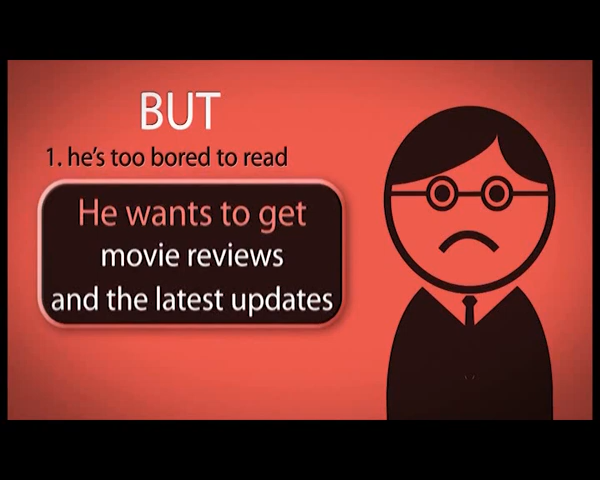 BUT
1. he's too bored to read
He wants to get
movie reviews
and the latest updates